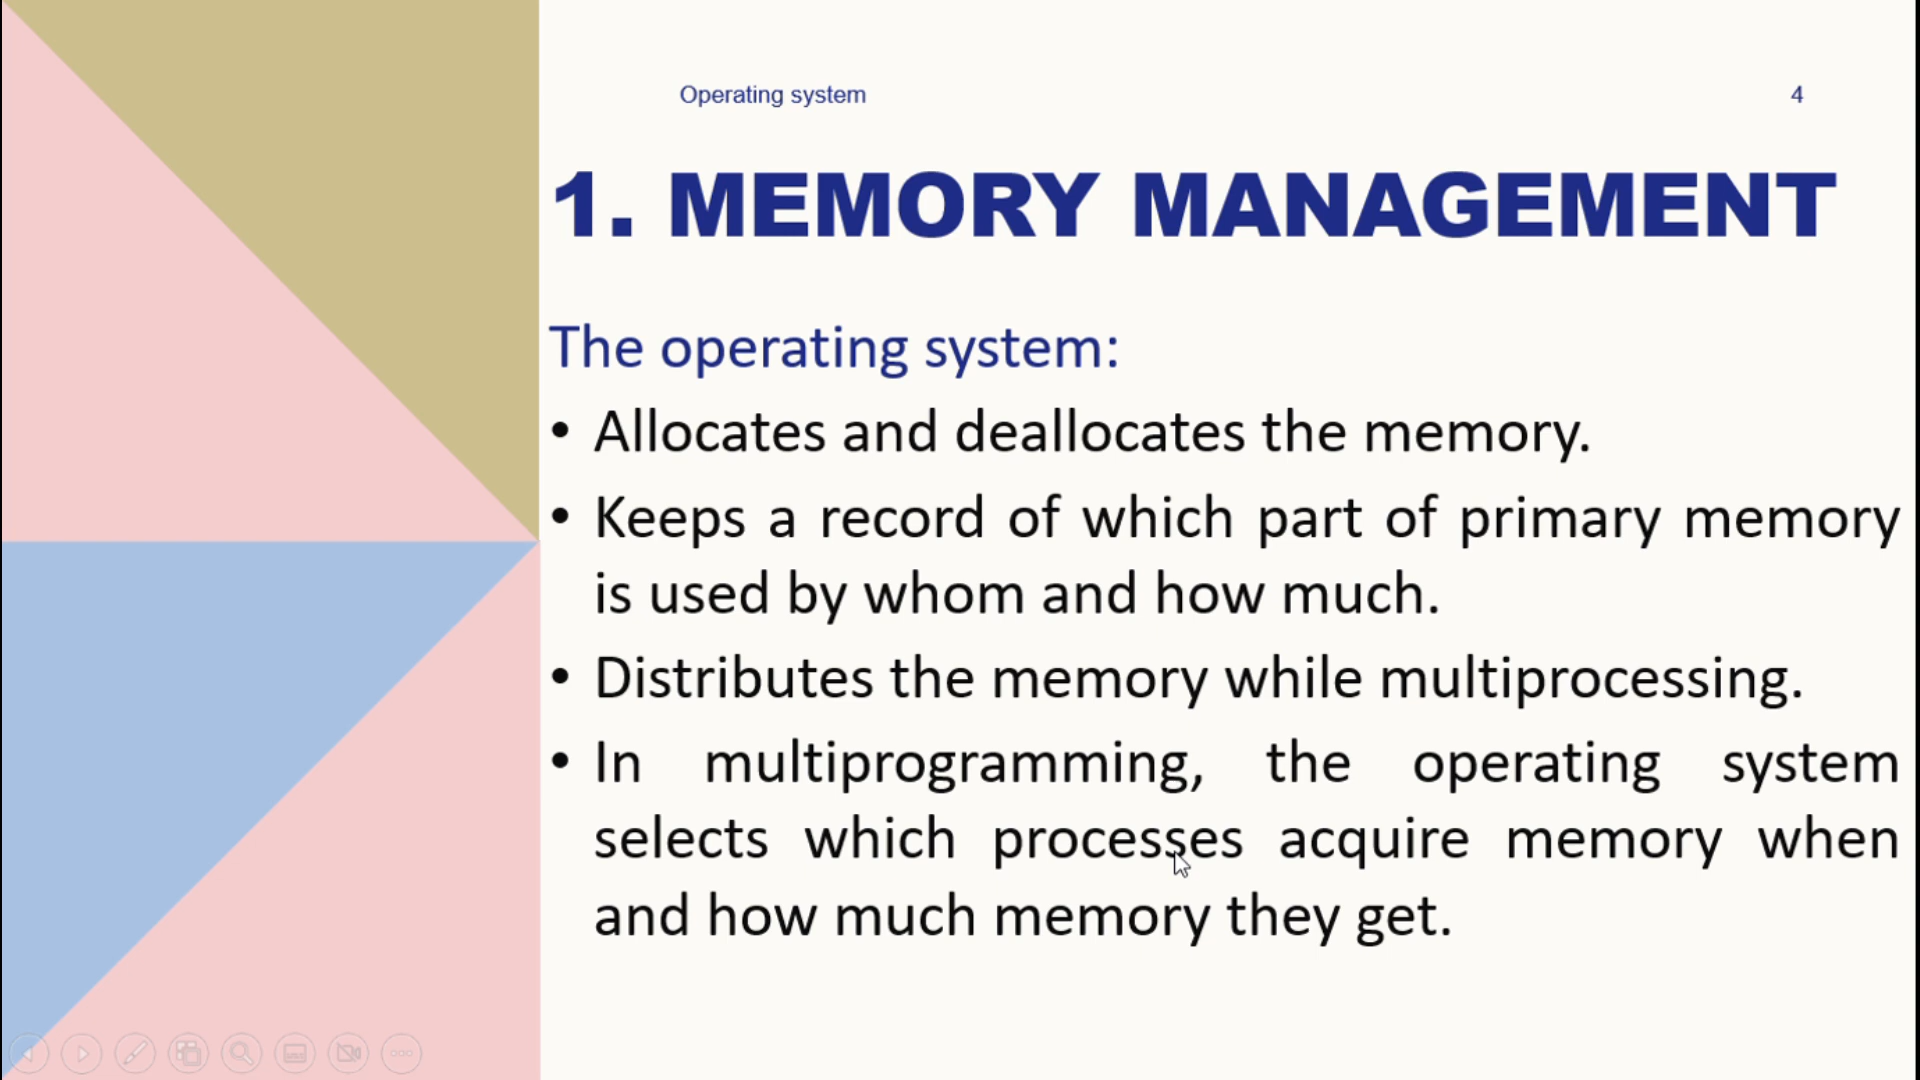 Operating system
4
1. MEMORY MANAGEMENT
The operating system:
• Allocates and deallocates the memory.
• Keeps a record of which part of primary memory
is used by whom and how much.
• Distributes the memory while multiprocessing.
• In multiprogramming, the operating system
selects which processes acquire memory when
and how much memory they get.